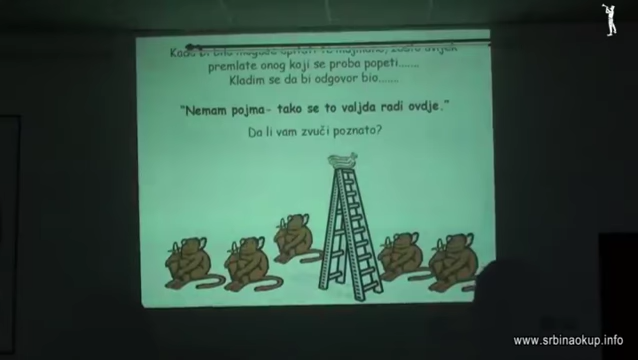 premlate onog koji se proba popeti.......
Kladim se da bi odgovor bio.......
"Nemam pojma- tako se to valjda radi ovdje."
Da li vam zvuči poznato?
www.srbinaokup.info